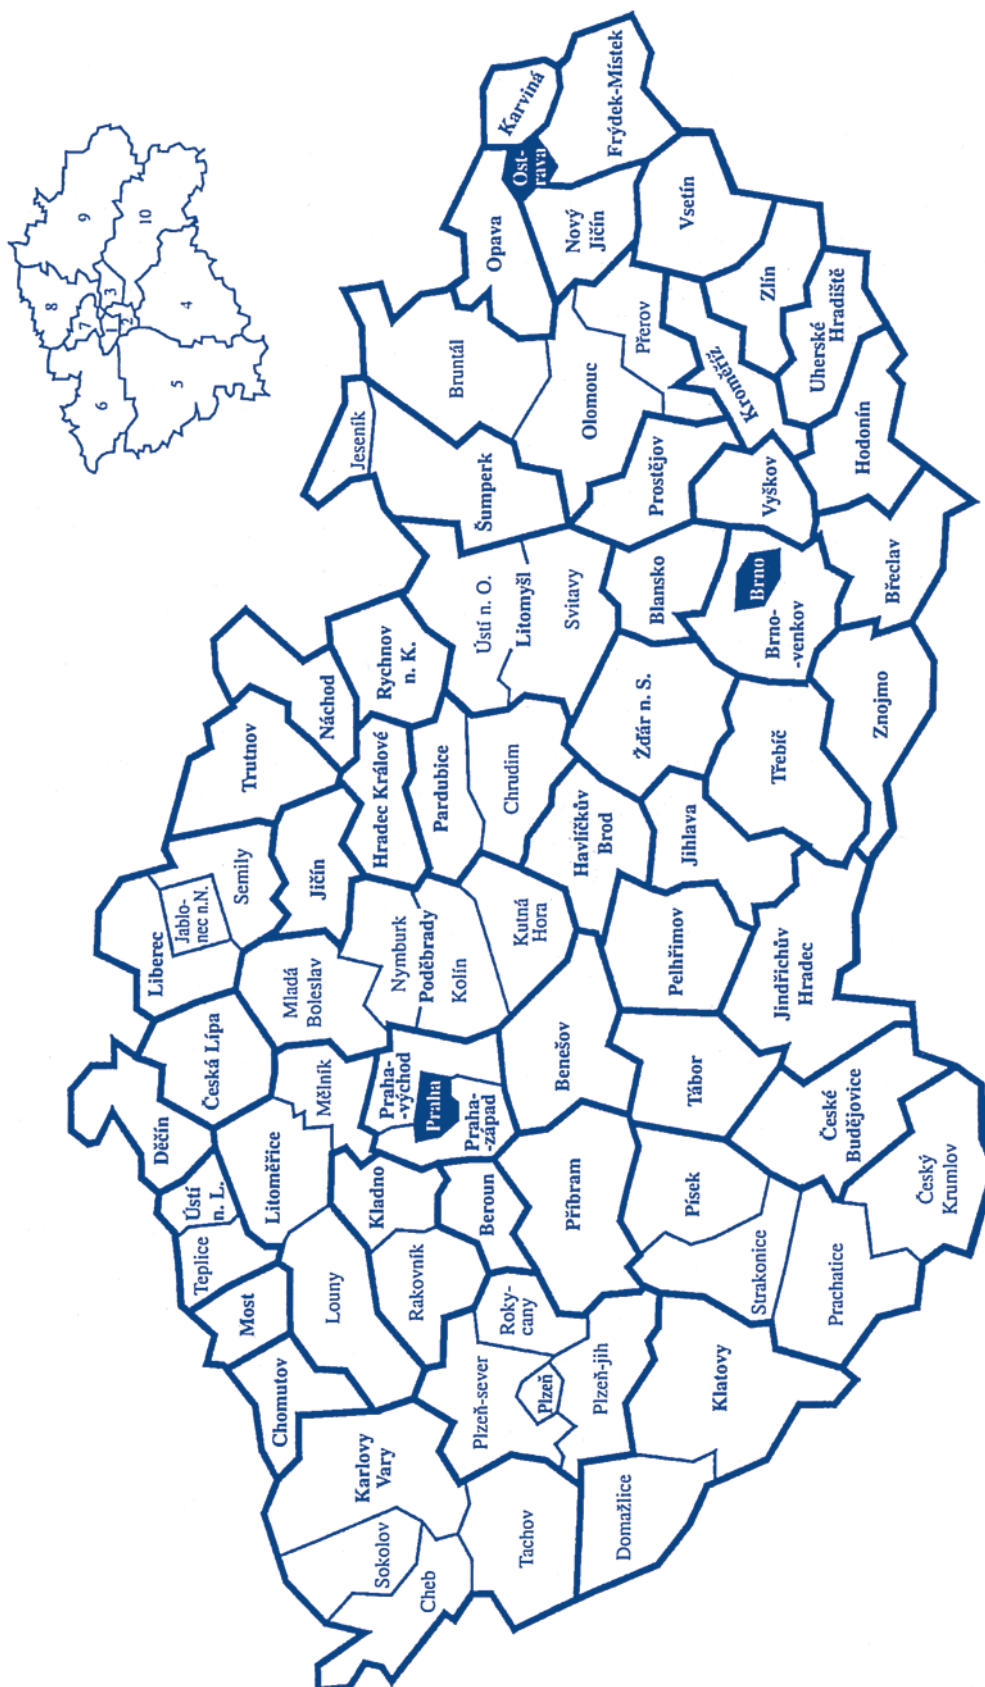 9
8
10
7
3
1
2
6
4
5
Děčín
Liberec
Jablo-
nec n.N.
Semily
Trutnov
Náchod
Česká Lípa
Ústí
n. L.
Teplice
Most
Chomutov
Litoměřice
Louny
Mělník
Mladá
Boleslav
Jičín
Hradec Králové
Rychnov
n. K.
Jeseník
Bruntál
Šumperk
Opava
Karviná
Ost-
rava
Frýdek-Místek
Nový
Jičín
Vsetín
Karlovy
Vary
Sokolov
Cheb
Kladno
Rakovník
Praha-
-východ
Praha
Praha-
-západ
Nymburk
Poděbrady
Kolín
Pardubice
Chrudim
Ústí n. O.
Litomyšl
Svitavy
Olomouc
Přerov
Tachov
Plzeň-sever
Plzeň
Plzeň-jih
Roky-
cany
Beroun
Příbram
Benešov
Kutná
Hora
Havlíčkův
Brod
Žďár n. S.
Blansko
Prostějov
Kroměříž
Zlín
Uherské
Hradiště
Domažlice
Klatovy
Písek
Strakonice
Tábor
Pelhřimov
Jihlava
Třebíč
Brno-
-venkov
Brno
Vyškov
Hodonín
Prachatice
České
Budějovice
Český
Krumlov
Jindřichův
Hradec
Znojmo
Břeclav